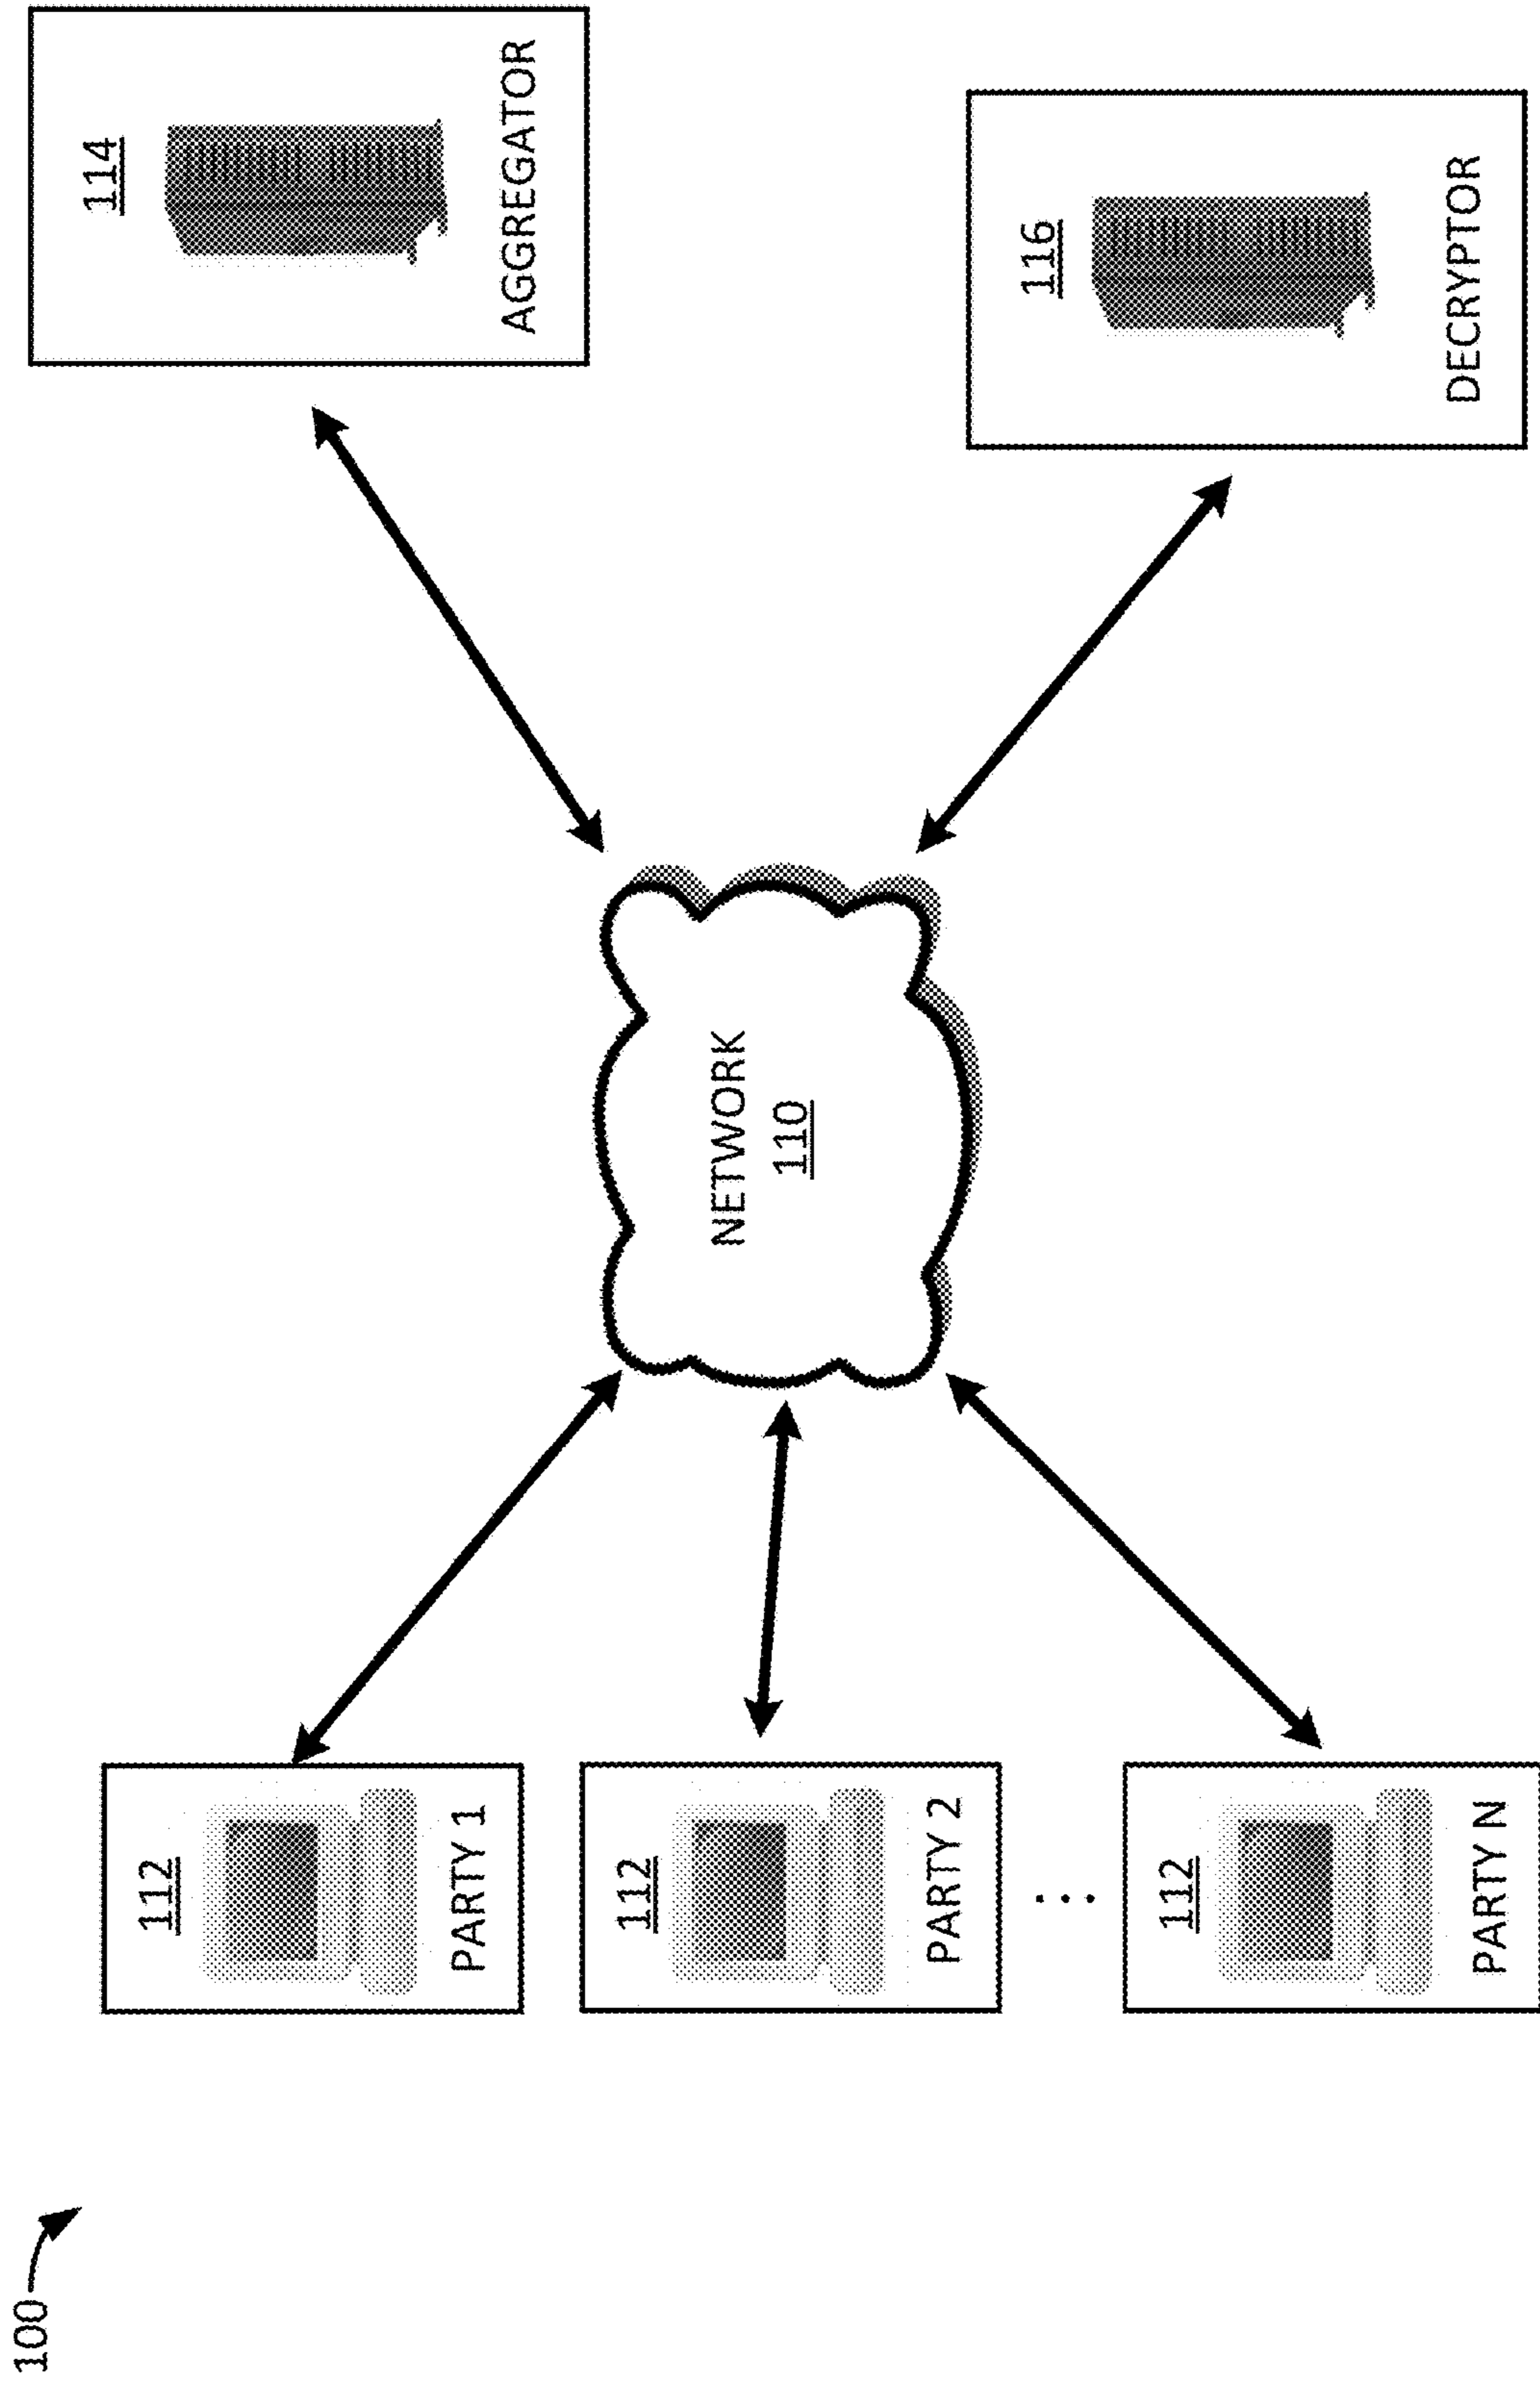 100
112
PARTY 1
112
PARTY 2
...
112
PARTY N
NETWORK
110
114
AGGREGATOR
116
DECRYPTOR